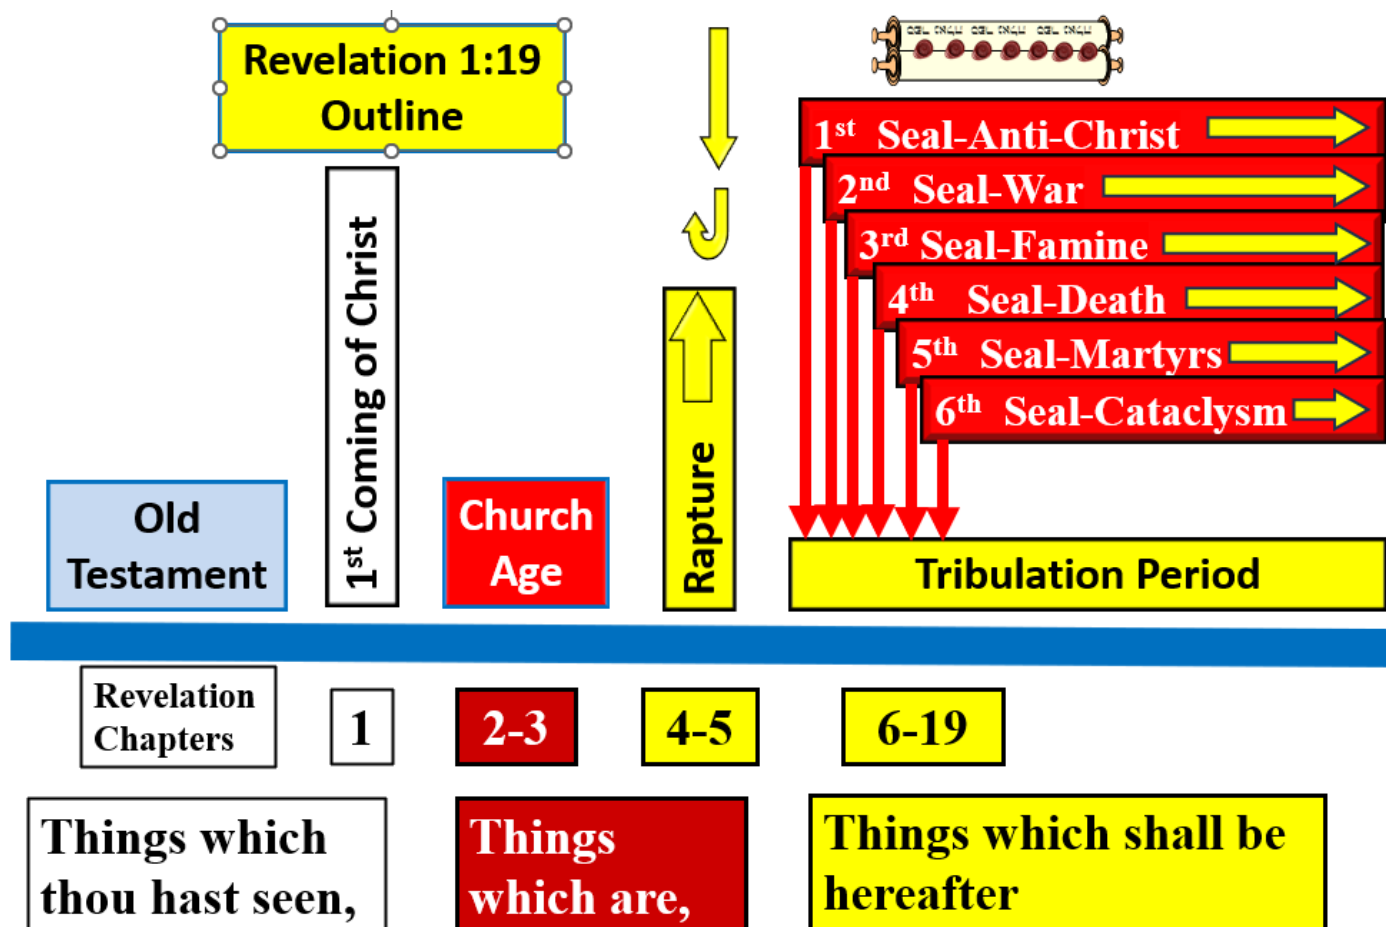 Revelation 1:19
Outline
1st Seal-Anti-Christ
2nd Seal-War
3rd Seal-Famine
4th Seal-Death
5th Seal-Martyrs
6th Seal-Cataclysm
1st Coming of Christ
Rapture
Old
Testament
Church
Age
Tribulation Period
Revelation
Chapters
1
2-3
4-5
6-19
Things which
thou hast seen,
Things
which are,
Things which shall be
hereafter